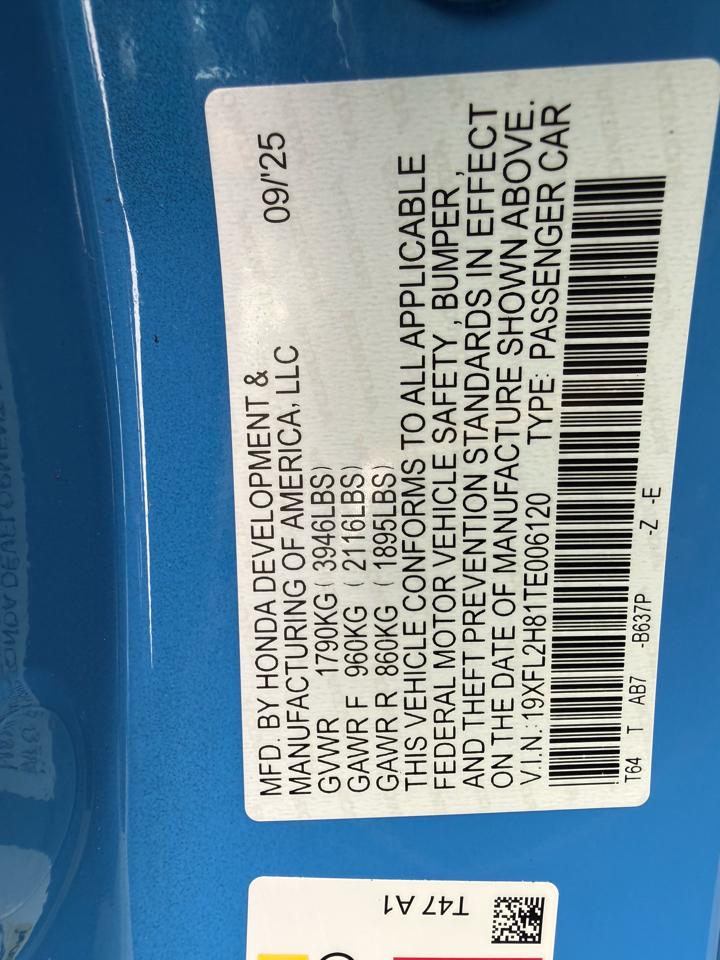 MFD. BY HONDA DEVELOPMENT &
MANUFACTURING OF AMERICA, LLC 09/'25
GVWR 1790KG ( 3946LBS)
GAWR F 960KG ( 2116LBS)
GAWR R 860KG ( 1895LBS)
THIS VEHICLE CONFORMS TO ALL APPLICABLE
FEDERAL MOTOR VEHICLE SAFETY , BUMPER ,
AND THEFT PREVENTION STANDARDS IN EFFECT
ON THE DATE OF MANUFACTURE SHOWN ABOVE.
V.I.N.: 19XFL2H81TE006120 TYPE: PASSENGER CAR
T64 T AB7 -B637P -Z -E
T47 A1